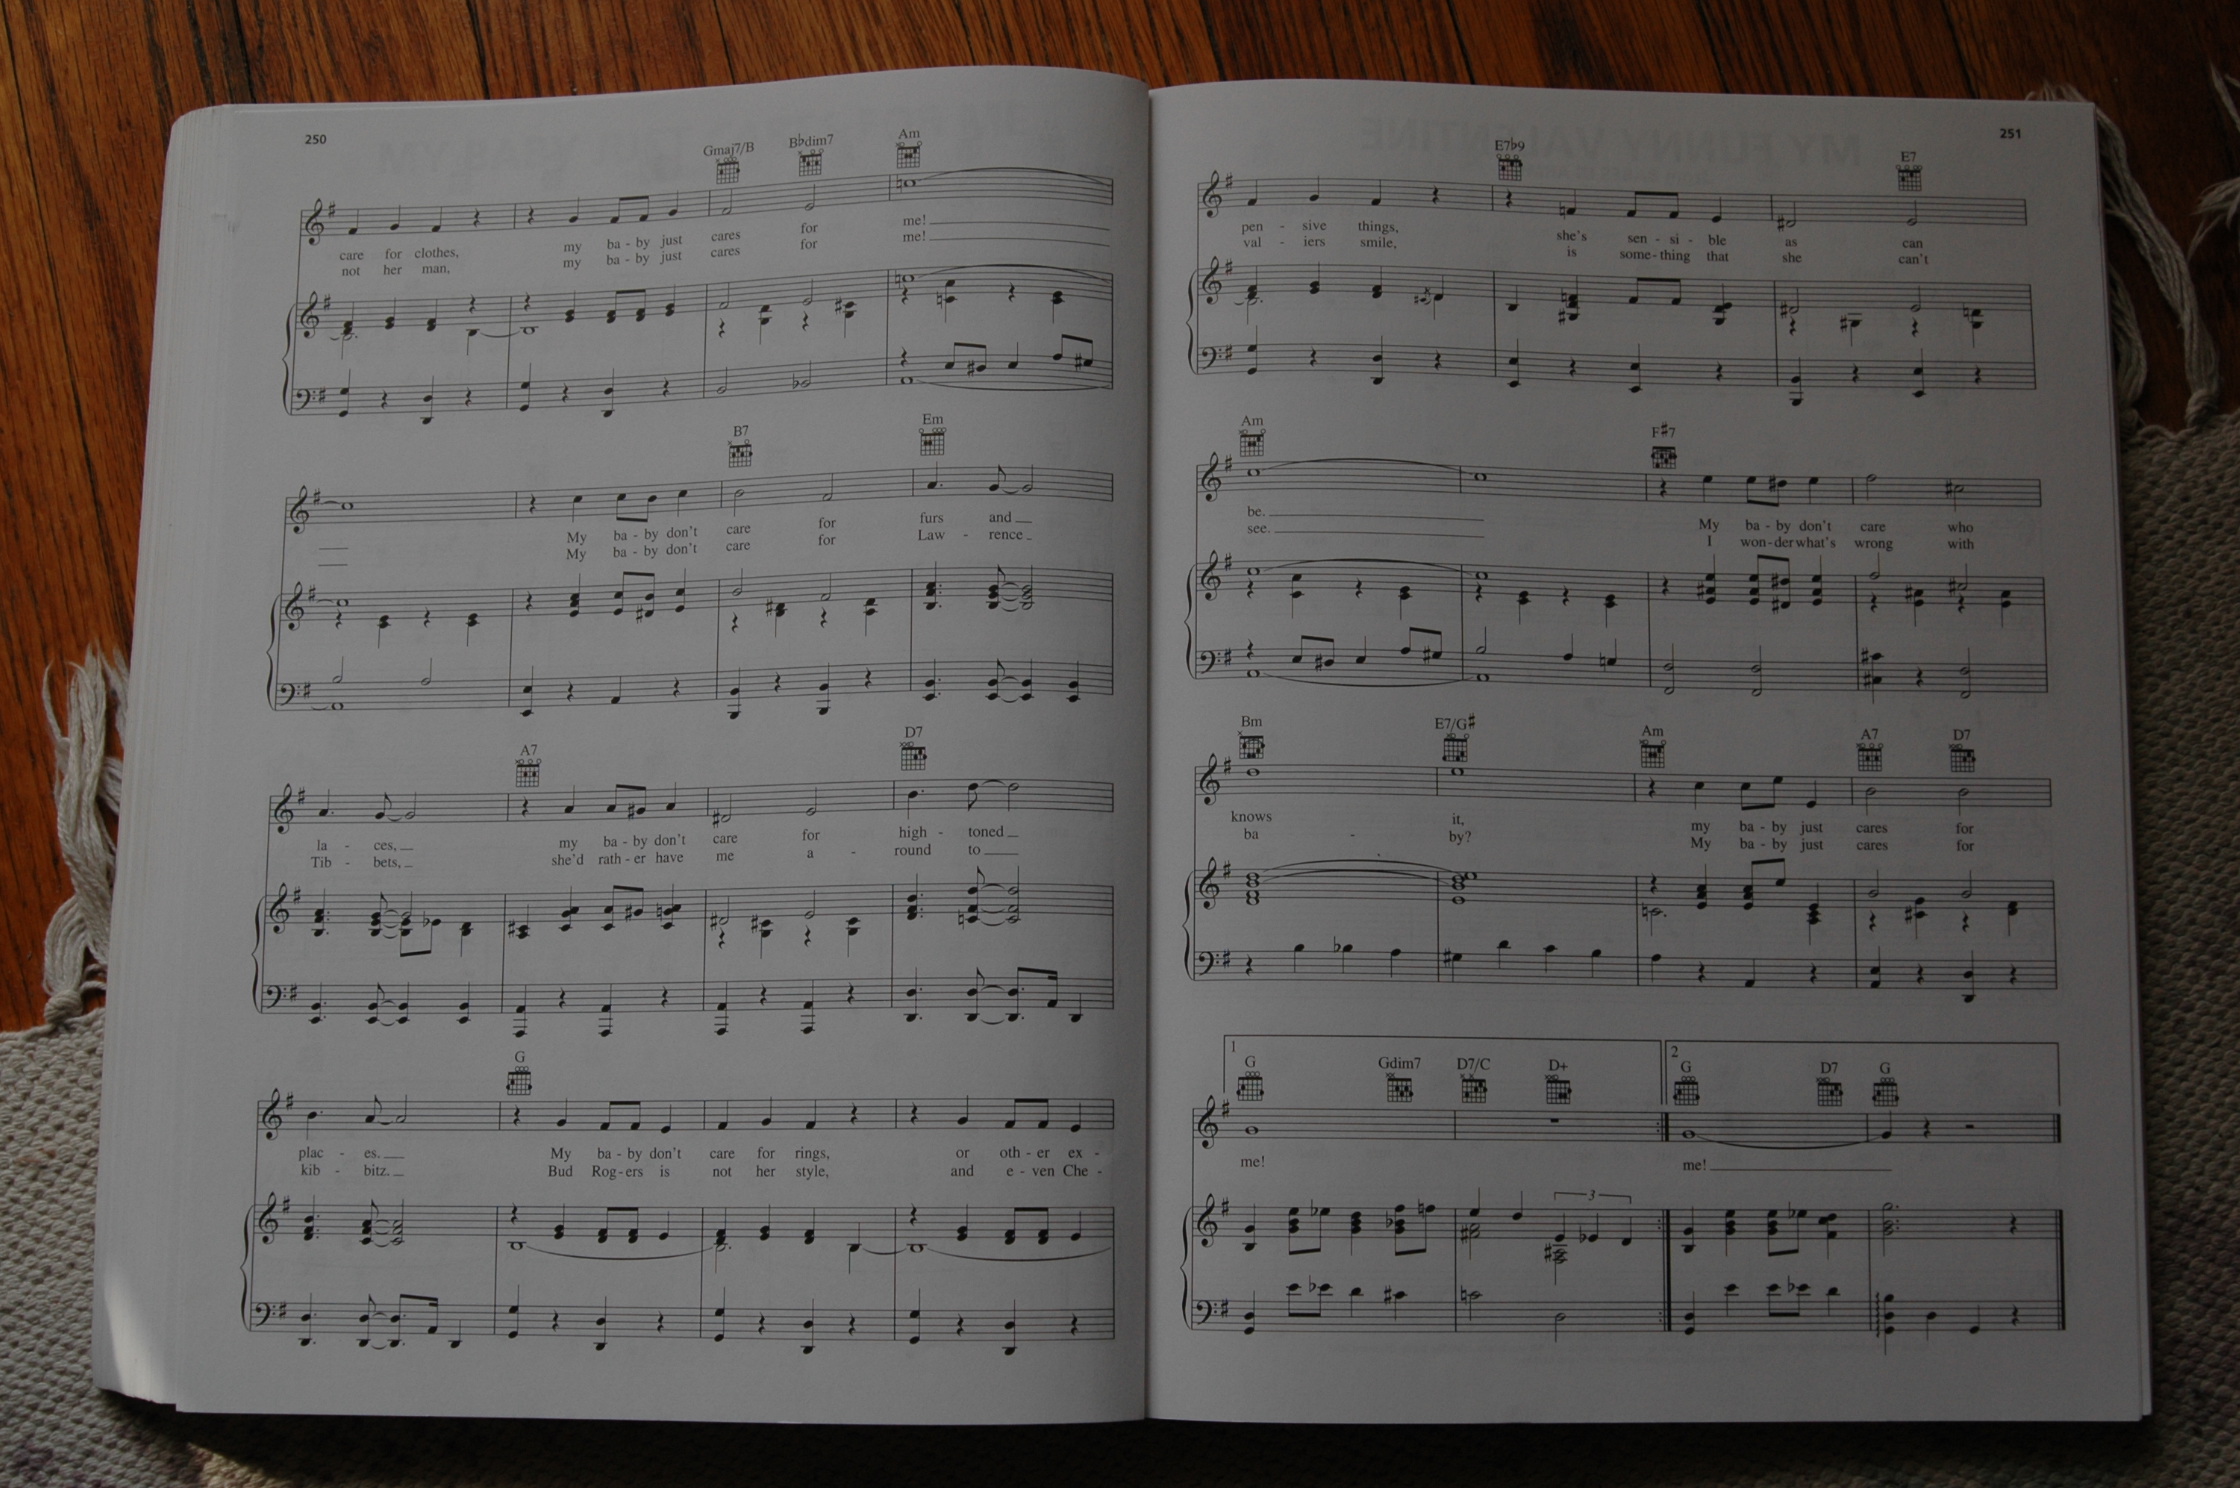 250
Gmaj7/B B♭dim7 Am
care for clothes, my ba - by just cares for me!
not her man, my ba - by just cares for me!
B7 Em
My ba - by don't care for furs and
My ba - by don't care for Law - rence
A7 D7
la - ces, my ba - by don't care for high - toned
Tib - bets, she'd rath - er have me a - round to
G
plac - es. My ba - by don't care for rings, or oth - er ex -
kib - bitz. Bud Rog - ers is not her style, and e - ven Che -
251
E7♭9 E7
pen - sive things, she's sen - si - ble as can
val - iers smile, is some - thing that she can't
Am F♯7
be. My ba - by don't care who
see. I won - der what's wrong with
Bm E7/G♯ Am A7 D7
knows it, my ba - by just cares for
ba - by? My ba - by just cares for
1 2
G Gdim7 D7/C D+ G D7 G
me! me!
3
MY FUNNY VALENTINE